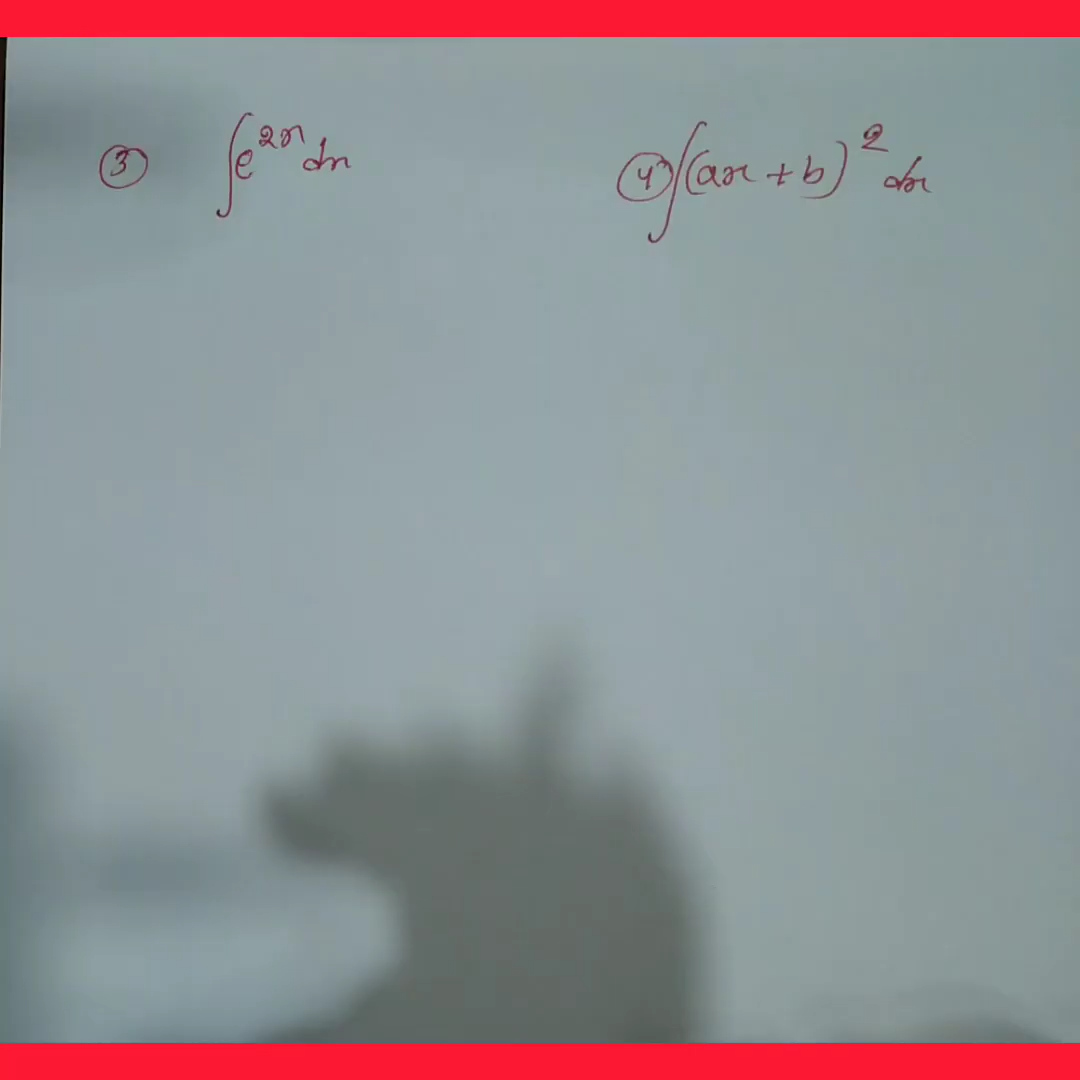 ③ ∫e^{2x} dx
④ ∫(ax + b)^2 dx